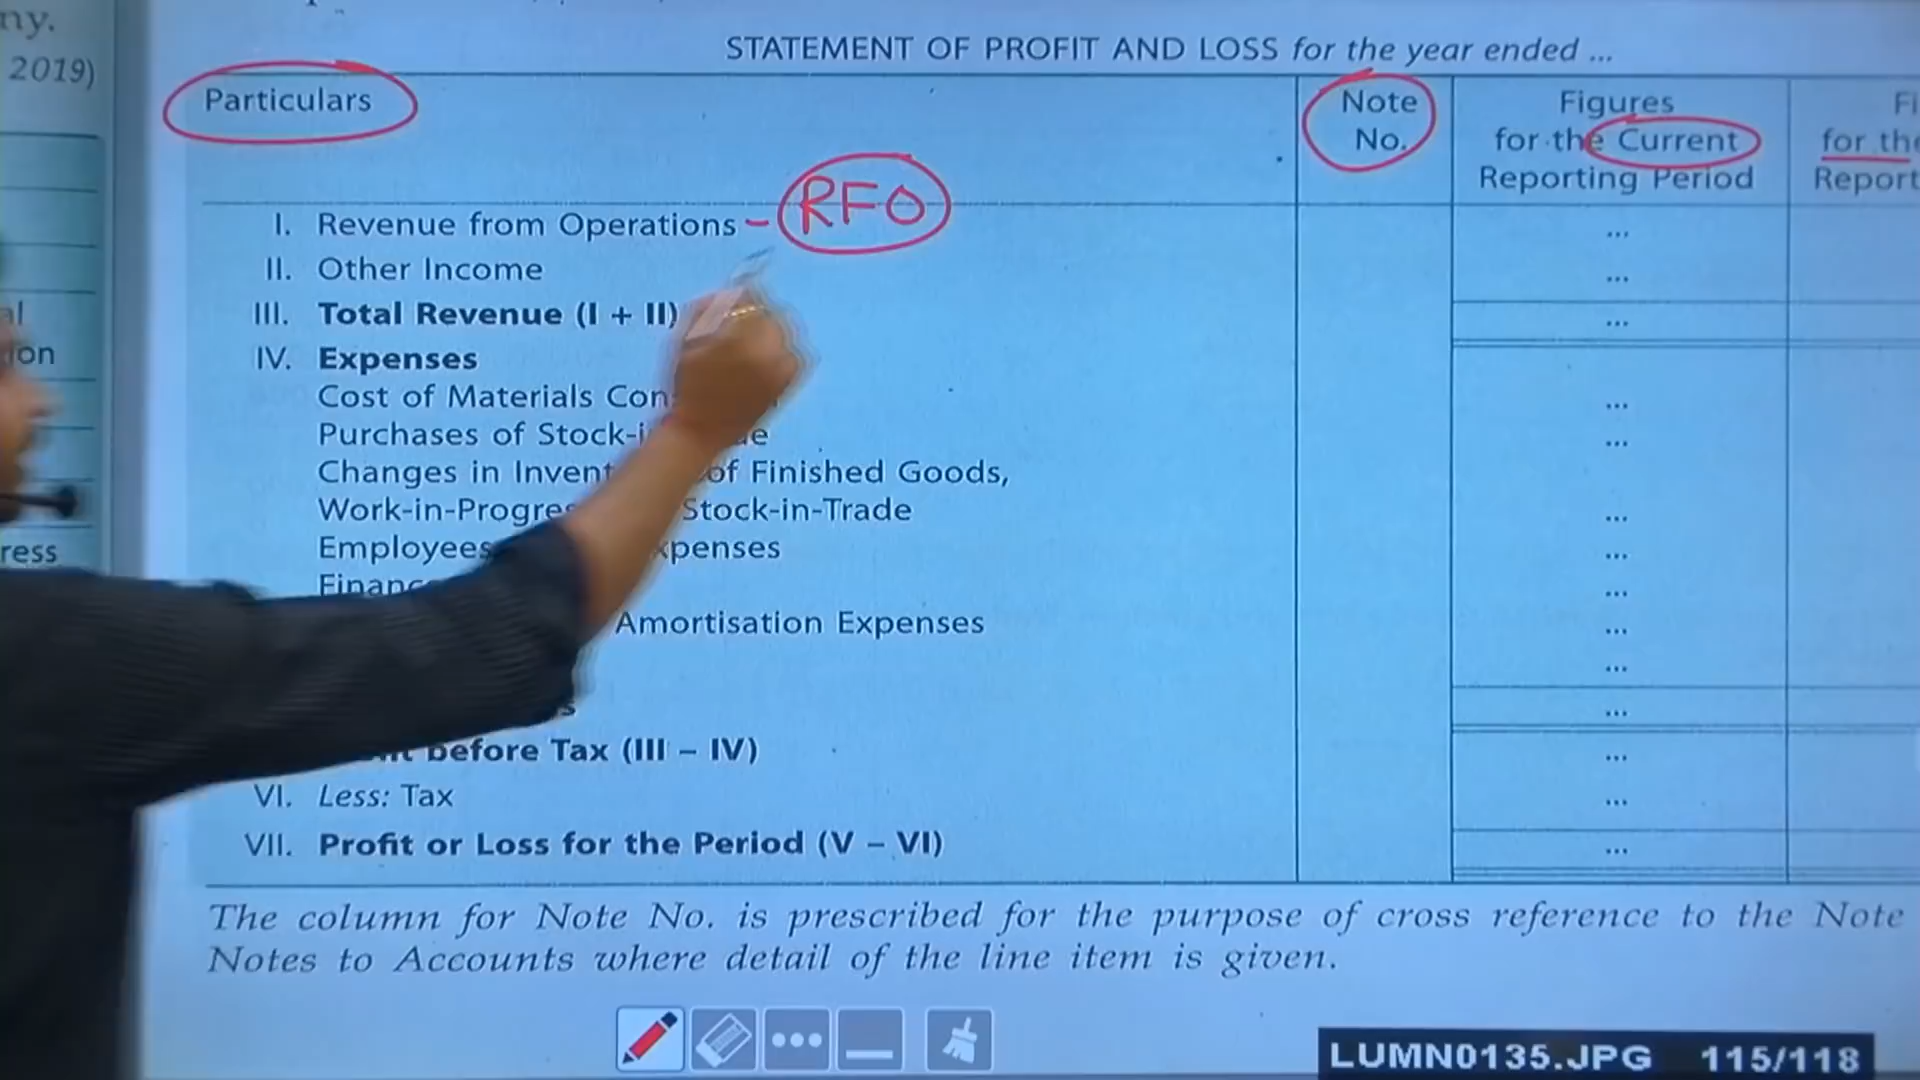 ny.
2019)
al
ion
ress
STATEMENT OF PROFIT AND LOSS for the year ended ...
Particulars
Note No.
Figures for the Current Reporting Period
for the
I. Revenue from Operations - RFO ...
II. Other Income ...
III. Total Revenue (I + II) ...
IV. Expenses
Cost of Materials ...
Purchases of ...
Changes in of Finished Goods,
Work-in-Progre Stock-in-Trade ...
Employees ...
...
Amortisation Expenses ...
...
...
before Tax (III – IV) ...
VI. Less: Tax ...
VII. Profit or Loss for the Period (V – VI) ...
The column for Note No. is prescribed for the purpose of cross reference to the Note
Notes to Accounts where detail of the line item is given.
LUMN0135.JPG 115/118